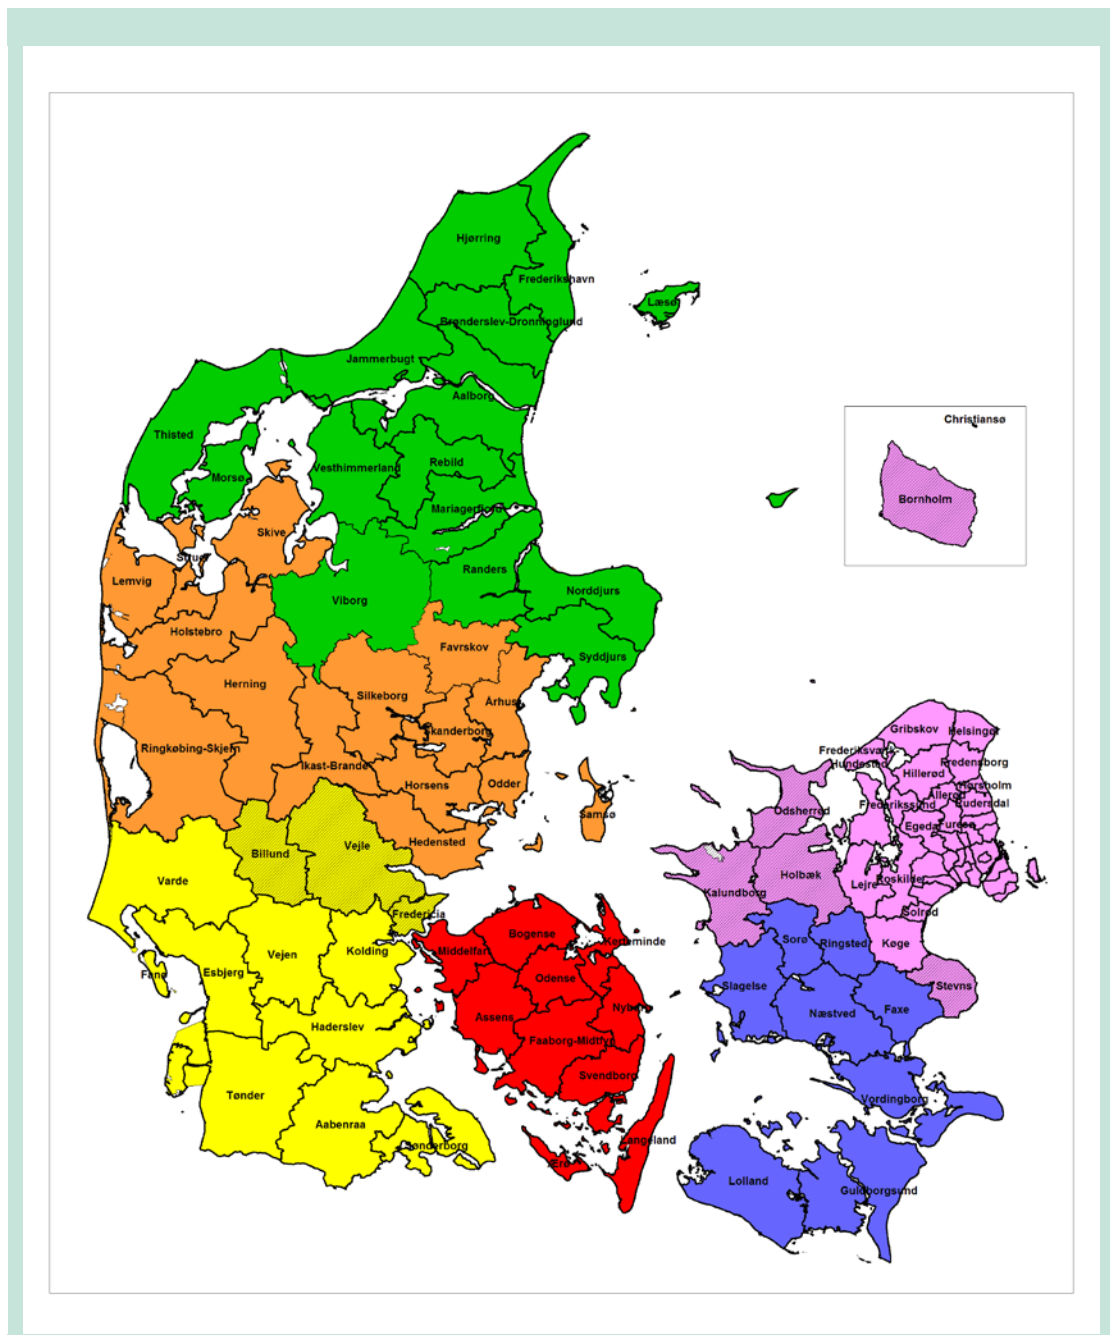 Hjørring
Frederikshavn
Læsø
Brønderslev-Dronninglund
Jammerbugt
Aalborg
Christiansø
Thisted
Rebild
Vesthimmerland
Morsø
Bornholm
Mariagerfjord
Skive
Struer
Randers
Lemvig
Norddjurs
Viborg
Holstebro
Favrskov
Syddjurs
Herning
Silkeborg
Århus
Skanderborg
Gribskov
Helsingør
Ringkøbing-Skjern
Frederiksværk-
Hundested
Fredensborg
Ikast-Brande
Hillerød
Horsens
Odder
Hørsholm
Allerød
Rudersdal
Frederikssund
Odsherred
Samsø
Egedal
Furesø
Hedensted
Vejle
Billund
Holbæk
Varde
Roskilde
Lejre
Kalundborg
Fredericia
Solrød
Bogense
Sorø
Ringsted
Kerteminde
Køge
Middelfart
Kolding
Vejen
Fanø
Esbjerg
Odense
Slagelse
Stevns
Nyborg
Faxe
Næstved
Assens
Haderslev
Faaborg-Midtfyn
Svendborg
Tønder
Vordingborg
Aabenraa
Langeland
Sønderborg
Ærø
Lolland
Guldborgsund